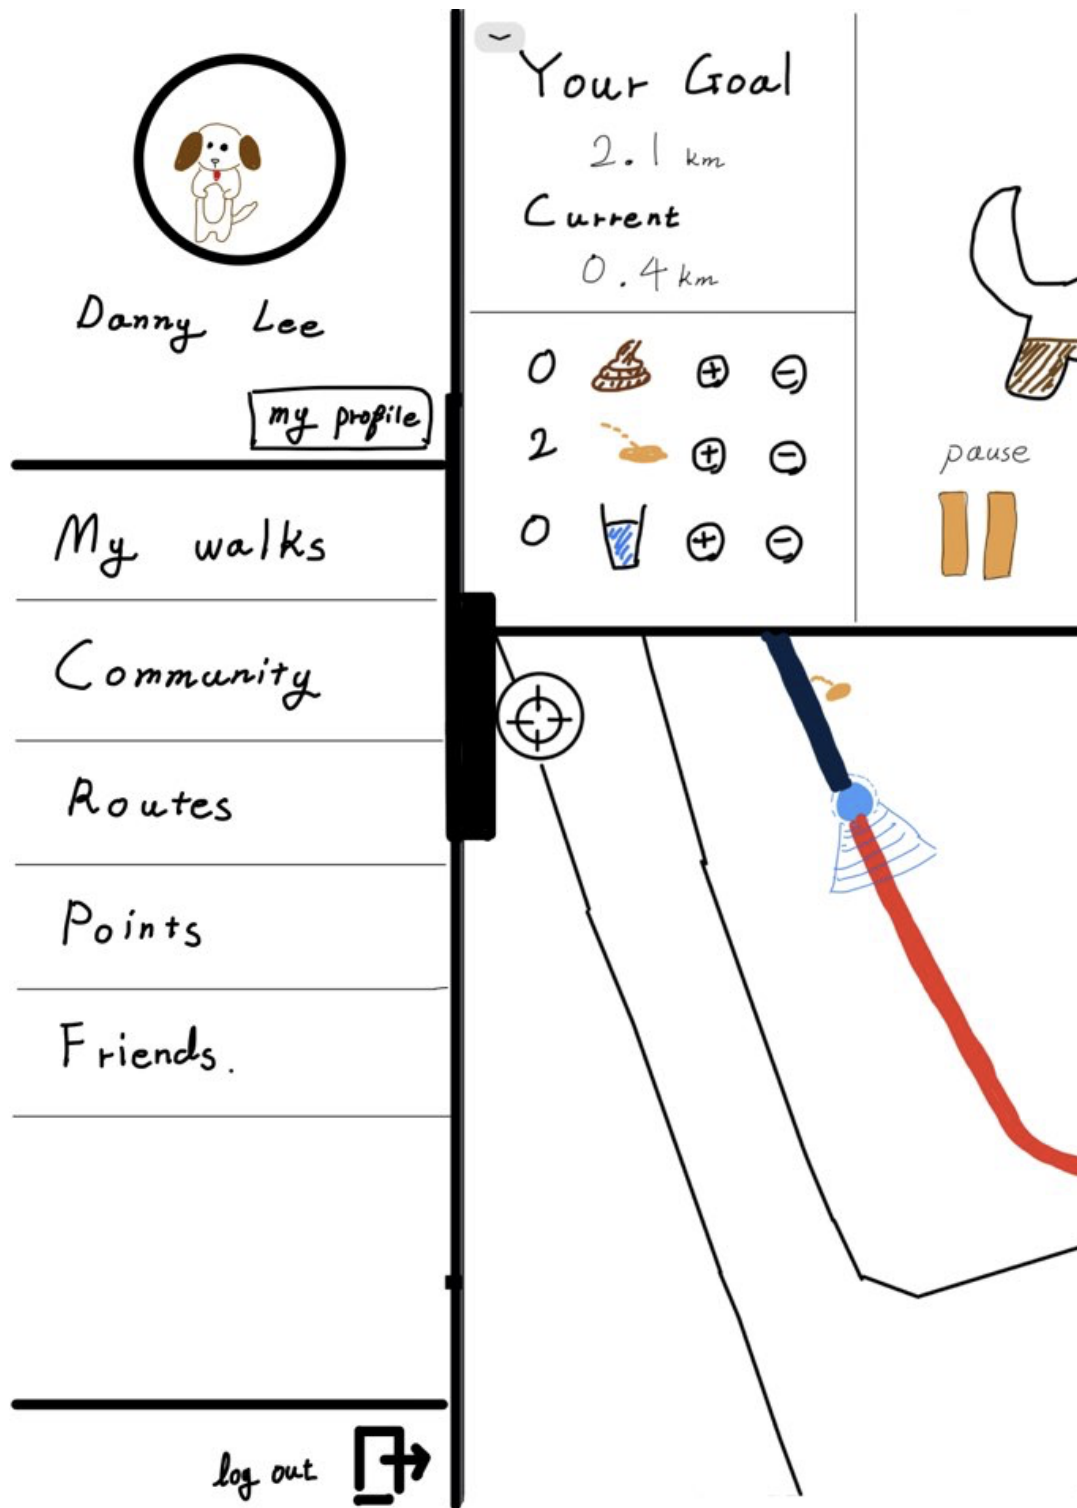 Danny Lee
my profile
My walks
Community
Routes
Points
Friends.
log out
Your Goal
2.1 km
Current
0.4 km
0
2
0
pause